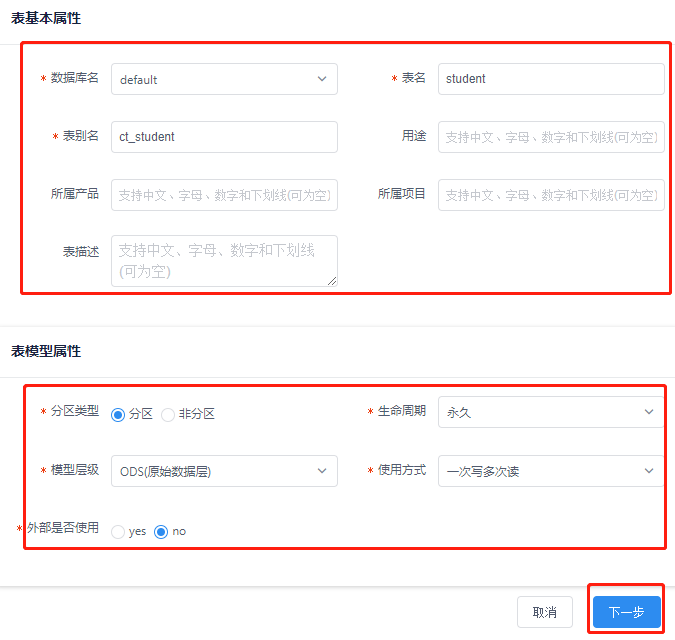 表基本属性
* 数据库名 default * 表名 student
* 表别名 ct_student 用途 支持中文、字母、数字和下划线(可为空)
所属产品 支持中文、字母、数字和下划线(可为空) 所属项目 支持中文、字母、数字和下划线(可为空)
表描述 支持中文、字母、数字和下划线
(可为空)
表模型属性
* 分区类型 分区 非分区 * 生命周期 永久
* 模型层级 ODS(原始数据层) * 使用方式 一次写多次读
* 外部是否使用 yes no
取消 下一步